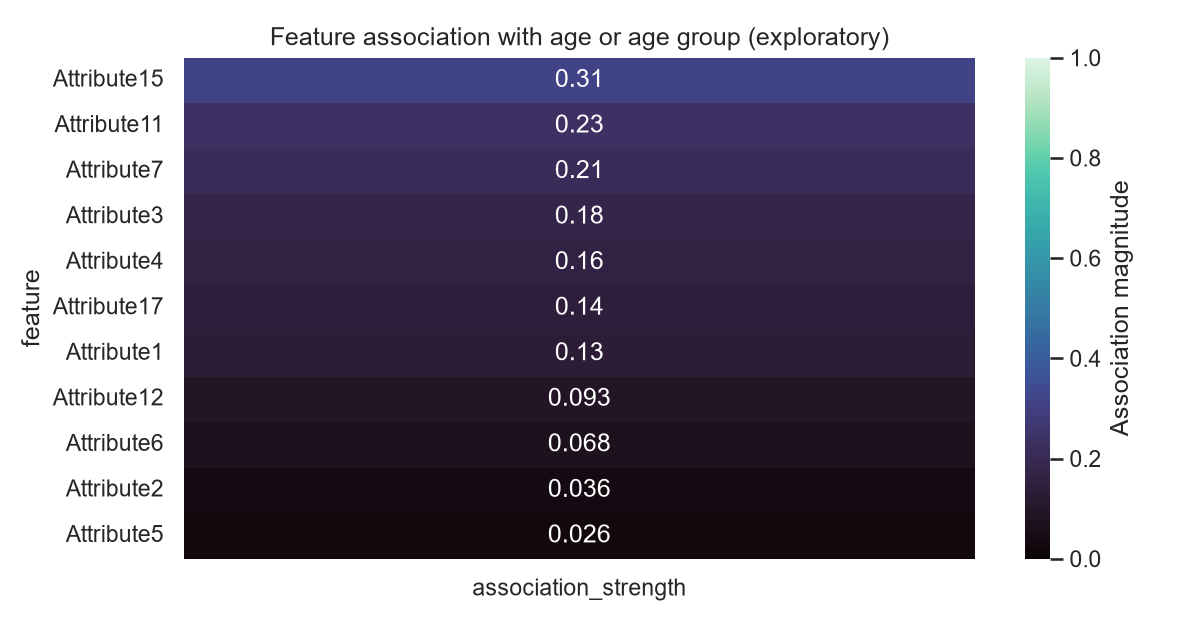 Feature association with age or age group (exploratory)
feature
Attribute15 0.31
Attribute11 0.23
Attribute7 0.21
Attribute3 0.18
Attribute4 0.16
Attribute17 0.14
Attribute1 0.13
Attribute12 0.093
Attribute6 0.068
Attribute2 0.036
Attribute5 0.026
association_strength
1.0
0.8
0.6
0.4
0.2
0.0
Association magnitude